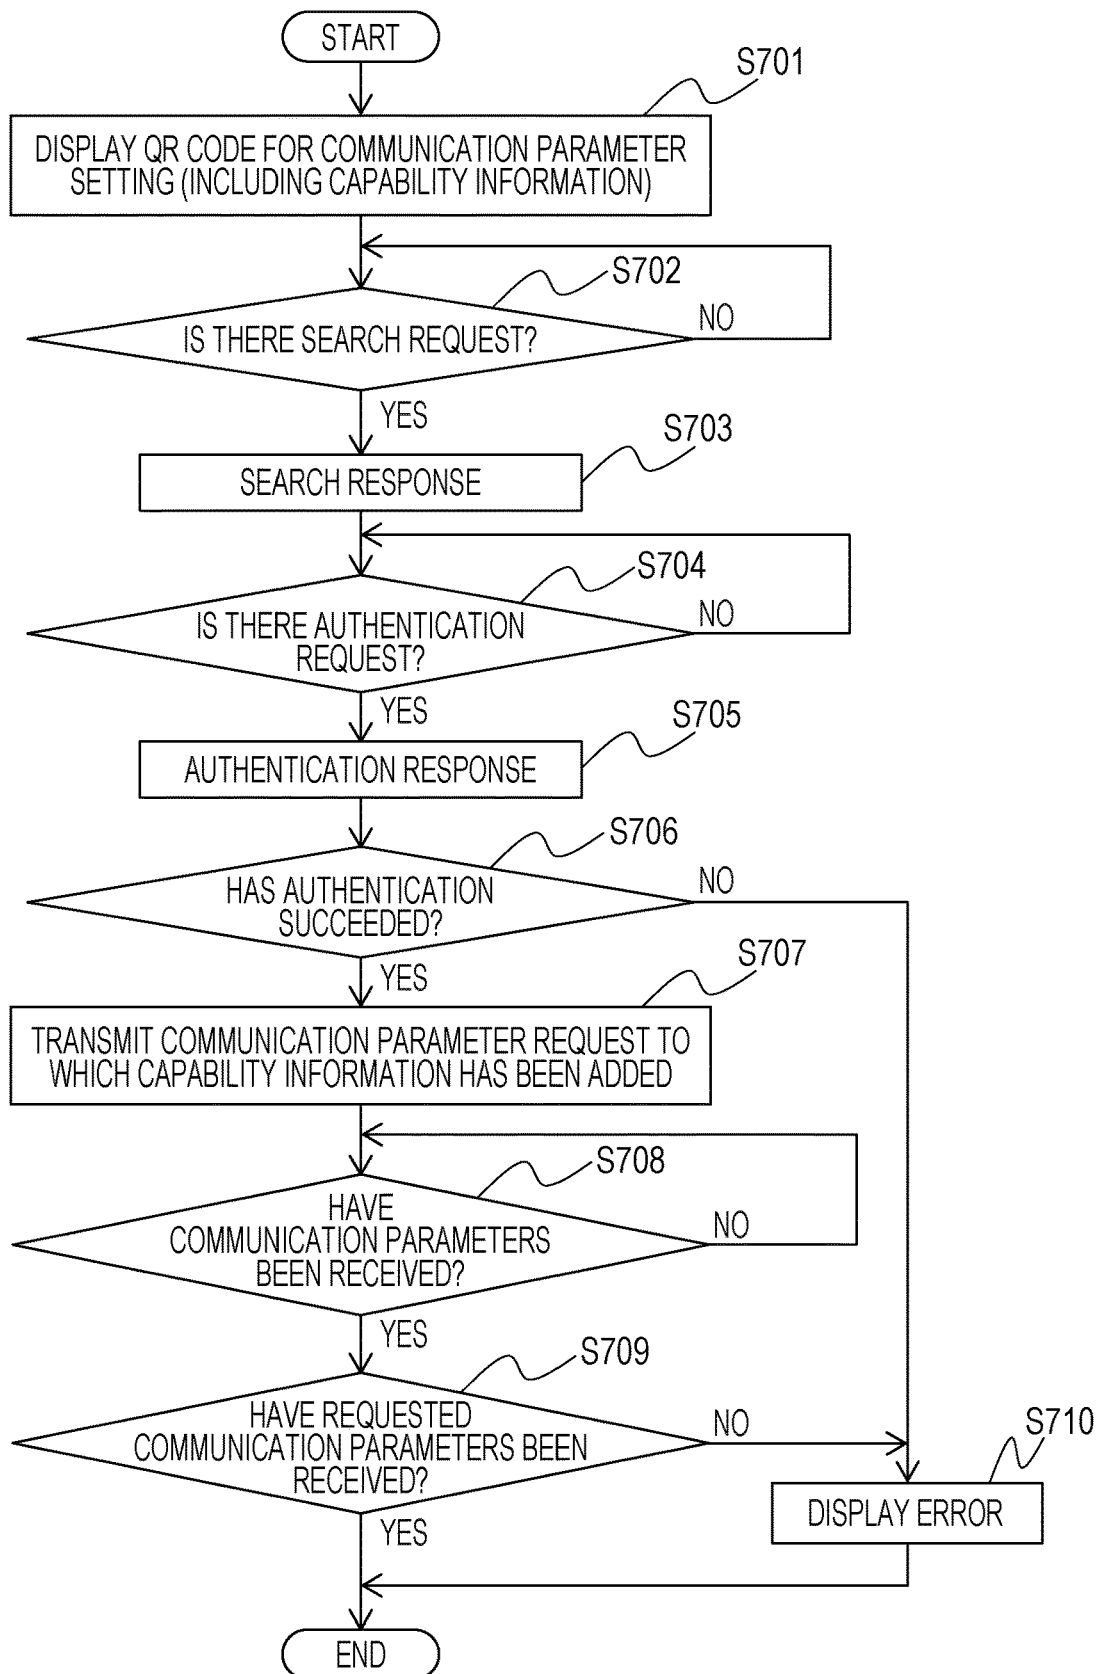 START
S701
DISPLAY QR CODE FOR COMMUNICATION PARAMETER
SETTING (INCLUDING CAPABILITY INFORMATION)
S702
IS THERE SEARCH REQUEST?
NO
YES
S703
SEARCH RESPONSE
S704
IS THERE AUTHENTICATION
REQUEST?
NO
YES
S705
AUTHENTICATION RESPONSE
S706
HAS AUTHENTICATION
SUCCEEDED?
NO
YES
S707
TRANSMIT COMMUNICATION PARAMETER REQUEST TO
WHICH CAPABILITY INFORMATION HAS BEEN ADDED
S708
HAVE
COMMUNICATION PARAMETERS
BEEN RECEIVED?
NO
YES
S709
HAVE REQUESTED
COMMUNICATION PARAMETERS BEEN
RECEIVED?
NO
S710
DISPLAY ERROR
YES
END